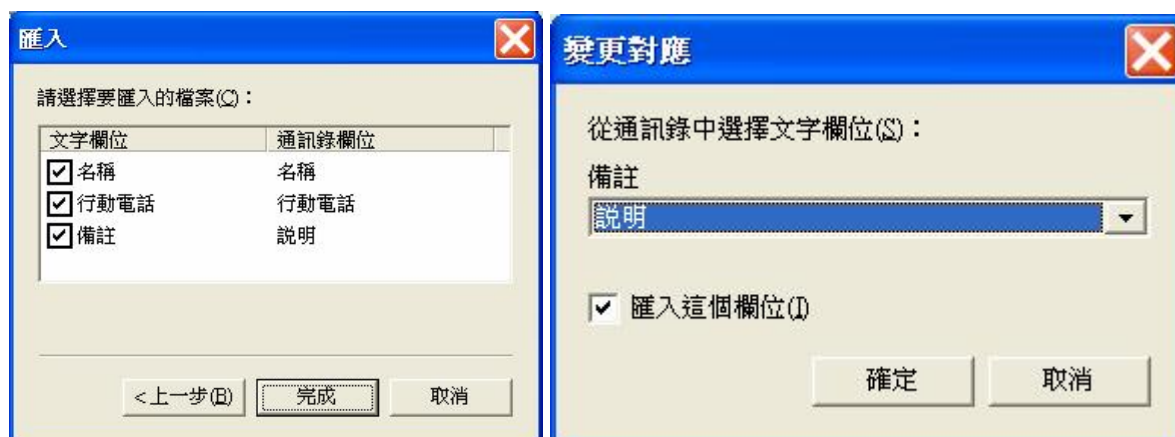 匯入
請選擇要匯入的檔案(C)：
文字欄位 通訊錄欄位
名稱 名稱
行動電話 行動電話
備註 説明
<上一步(B) 完成 取消
變更對應
從通訊錄中選擇文字欄位(S)：
備註
説明
匯入這個欄位(I)
確定 取消